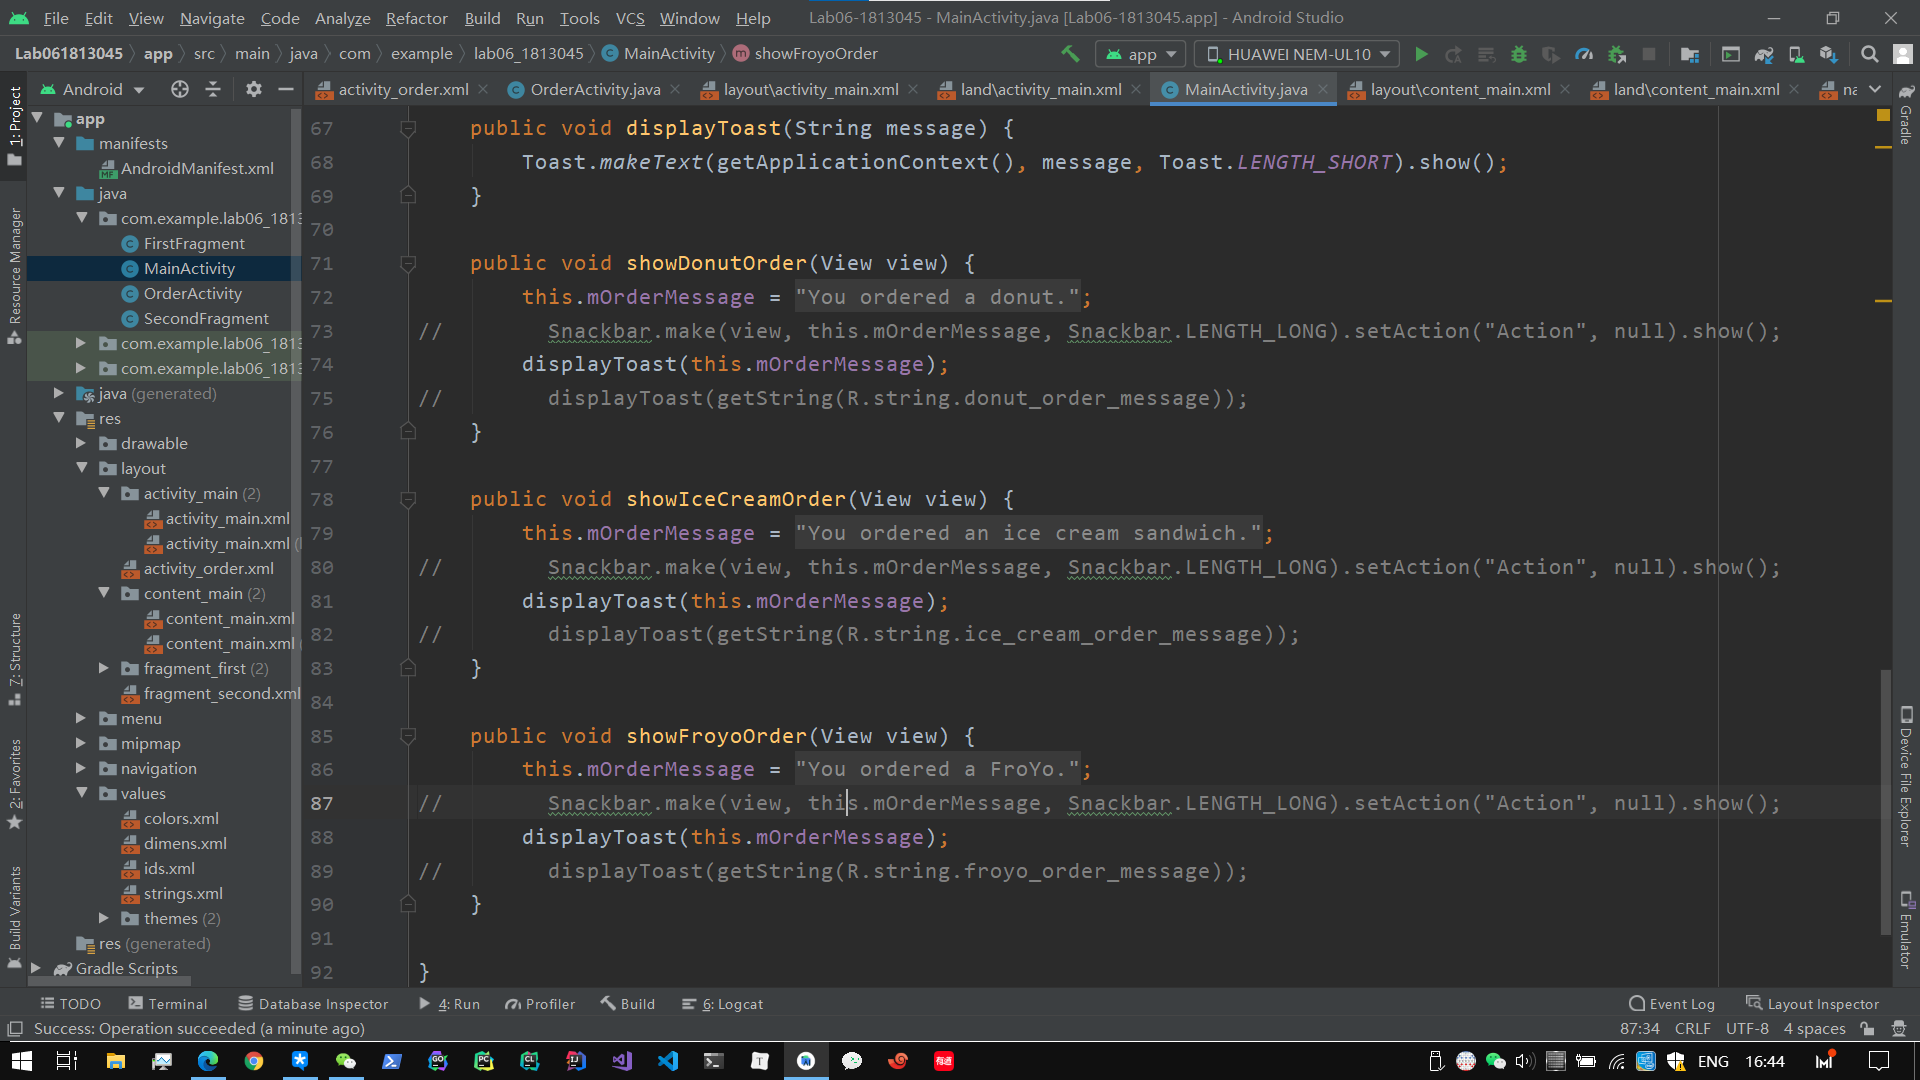 File Edit View Navigate Code Analyze Refactor Build Run Tools VCS Window Help Lab06-1813045 - MainActivity.java [Lab06-1813045.app] - Android Studio
Lab061813045 app src main java com example lab06_1813045 MainActivity showFroyoOrder app HUAWEI NEM-UL10
Android activity_order.xml OrderActivity.java layout\activity_main.xml land\activity_main.xml MainActivity.java layout\content_main.xml land\content_main.xml na
1: Project
Resource Manager
7: Structure
2: Favorites
Build Variants
app
manifests
AndroidManifest.xml
java
com.example.lab06_1813
FirstFragment
MainActivity
OrderActivity
SecondFragment
com.example.lab06_1813
com.example.lab06_1813
java (generated)
res
drawable
layout
activity_main (2)
activity_main.xml
activity_main.xml (
activity_order.xml
content_main (2)
content_main.xml
content_main.xml
fragment_first (2)
fragment_second.xml
menu
mipmap
navigation
values
colors.xml
dimens.xml
ids.xml
strings.xml
themes (2)
res (generated)
Gradle Scripts
67 public void displayToast(String message) {
68 Toast.makeText(getApplicationContext(), message, Toast.LENGTH_SHORT).show();
69 }
70
71 public void showDonutOrder(View view) {
72 this.mOrderMessage = "You ordered a donut.";
73 // Snackbar.make(view, this.mOrderMessage, Snackbar.LENGTH_LONG).setAction("Action", null).show();
74 displayToast(this.mOrderMessage);
75 // displayToast(getString(R.string.donut_order_message));
76 }
77
78 public void showIceCreamOrder(View view) {
79 this.mOrderMessage = "You ordered an ice cream sandwich.";
80 // Snackbar.make(view, this.mOrderMessage, Snackbar.LENGTH_LONG).setAction("Action", null).show();
81 displayToast(this.mOrderMessage);
82 // displayToast(getString(R.string.ice_cream_order_message));
83 }
84
85 public void showFroyoOrder(View view) {
86 this.mOrderMessage = "You ordered a FroYo.";
87 // Snackbar.make(view, this.mOrderMessage, Snackbar.LENGTH_LONG).setAction("Action", null).show();
88 displayToast(this.mOrderMessage);
89 // displayToast(getString(R.string.froyo_order_message));
90 }
91
92 }
Gradle
Device File Explorer
Emulator
TODO Terminal Database Inspector 4: Run Profiler Build 6: Logcat Event Log Layout Inspector
Success: Operation succeeded (a minute ago) 87:34 CRLF UTF-8 4 spaces
ENG 16:44